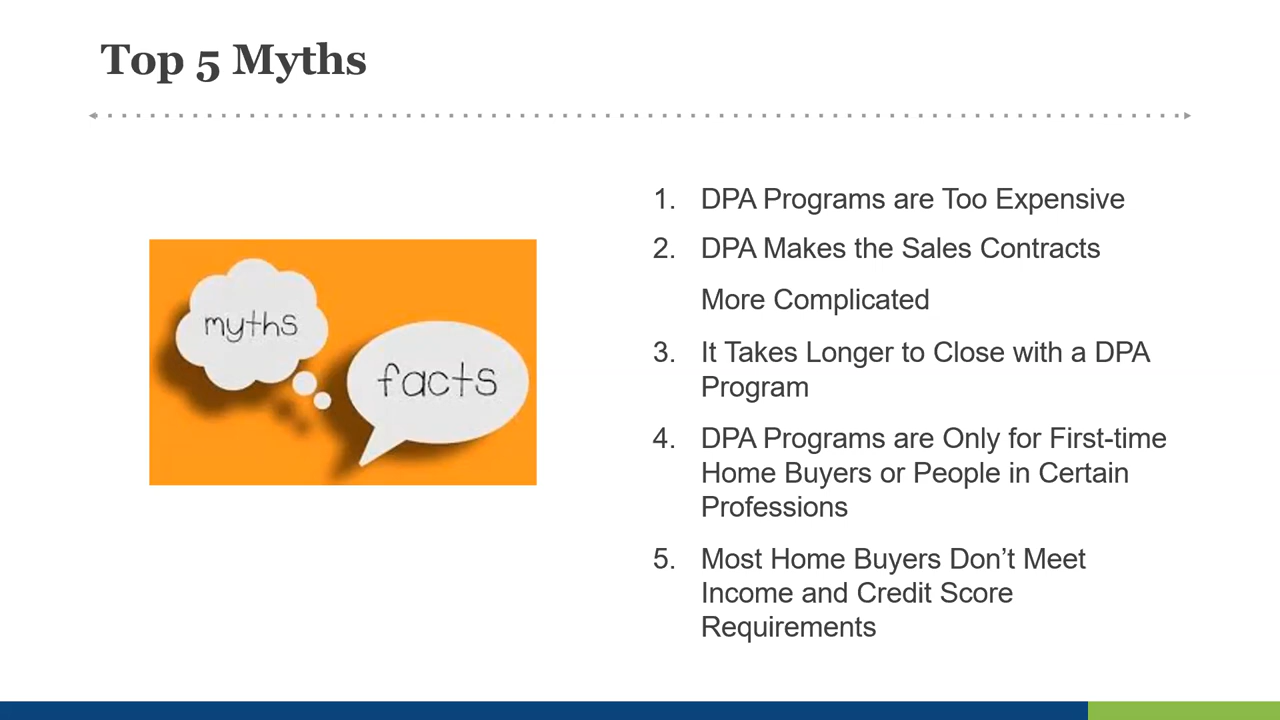 Top 5 Myths
myths
facts
1. DPA Programs are Too Expensive
2. DPA Makes the Sales Contracts
More Complicated
3. It Takes Longer to Close with a DPA
Program
4. DPA Programs are Only for First-time
Home Buyers or People in Certain
Professions
5. Most Home Buyers Don’t Meet
Income and Credit Score
Requirements